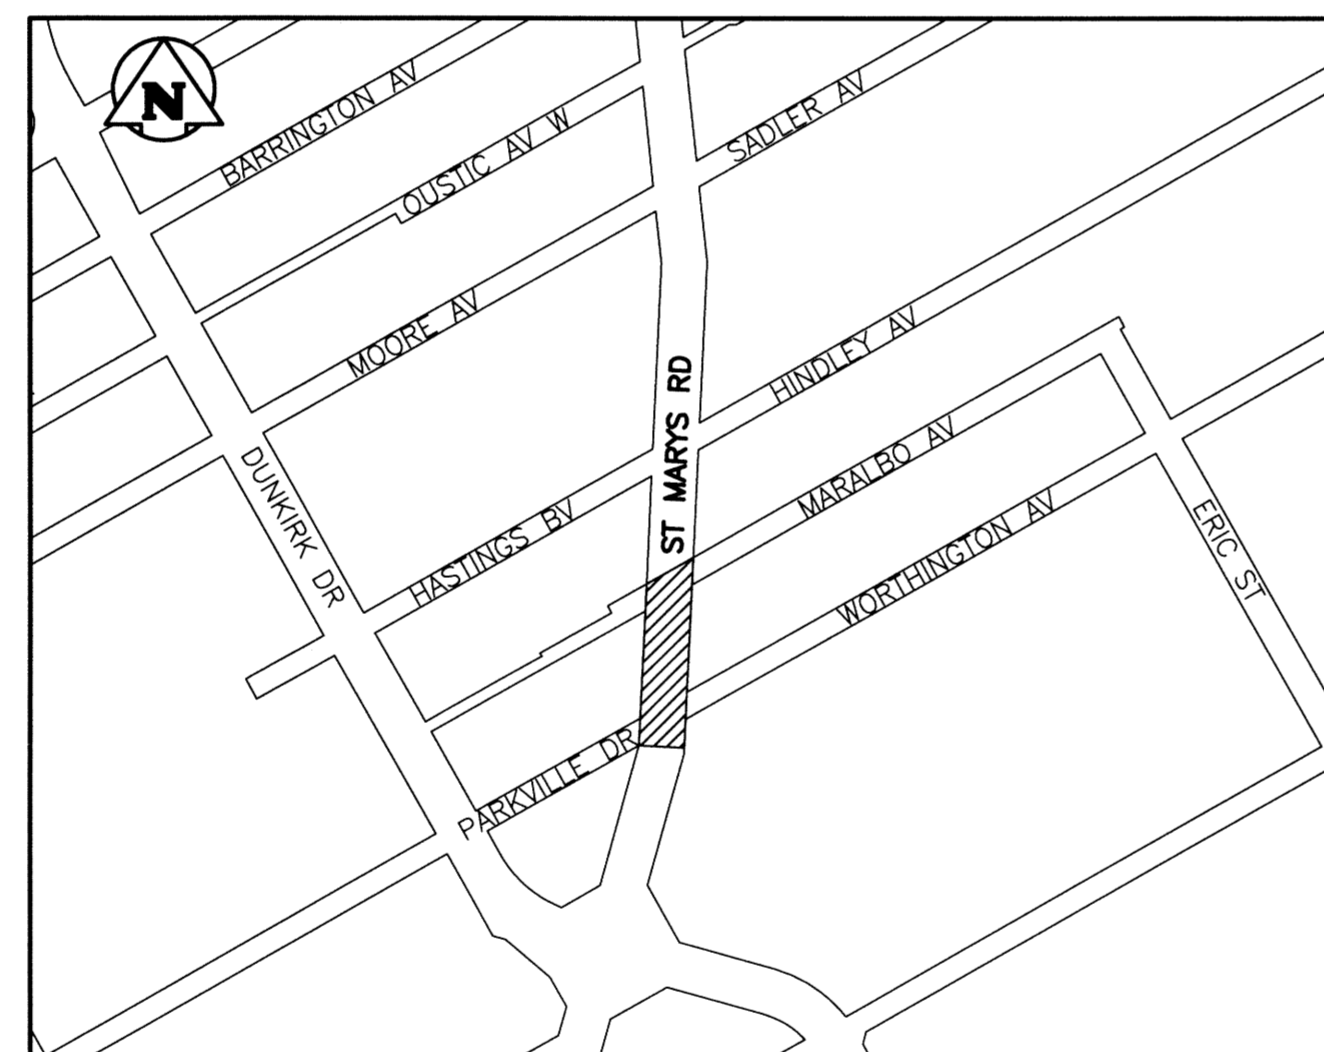 N
BARRINGTON AV
OUSTIC AV W
SADLER AV
MOORE AV
HINDLEY AV
ST MARYS RD
DUNKIRK DR
HASTINGS BV
MARALBO AV
WORTHINGTON AV
ERIC ST
PARKVILLE DR